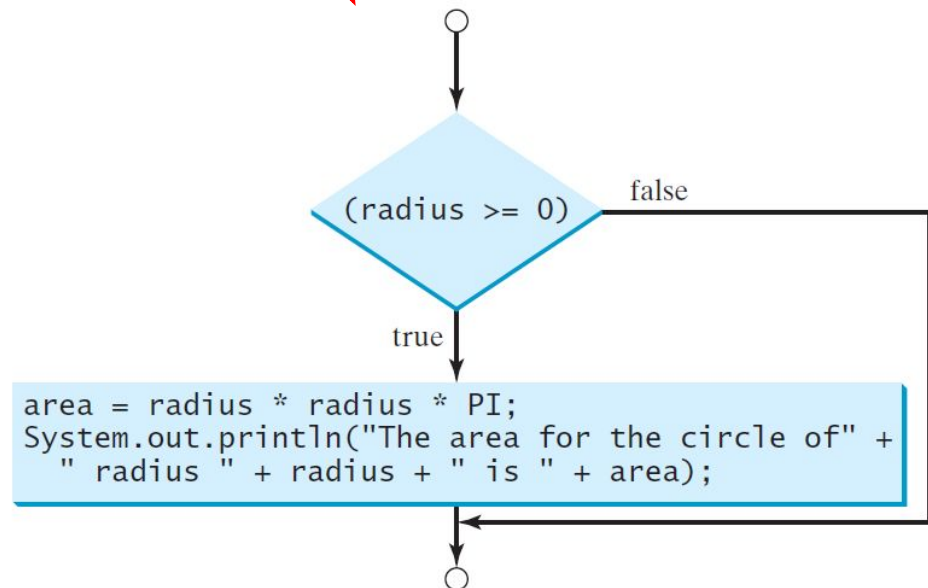 (radius >= 0)
false
true
area = radius * radius * PI;
System.out.println("The area for the circle of" +
" radius " + radius + " is " + area);